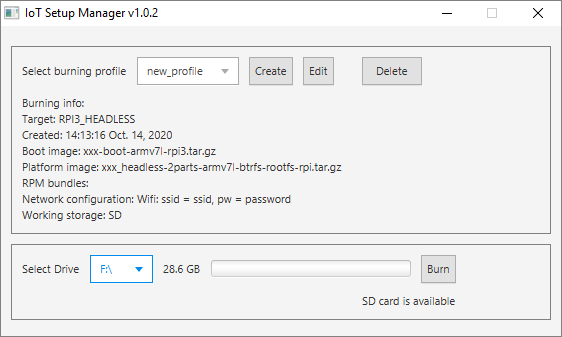 IoT Setup Manager v1.0.2
Select burning profile new_profile Create Edit Delete
Burning info:
Target: RPI3_HEADLESS
Created: 14:13:16 Oct. 14, 2020
Boot image: xxx-boot-armv7l-rpi3.tar.gz
Platform image: xxx_headless-2parts-armv7l-btrfs-rootfs-rpi.tar.gz
RPM bundles:
Network configuration: Wifi: ssid = ssid, pw = password
Working storage: SD
Select Drive F:\ 28.6 GB Burn
SD card is available